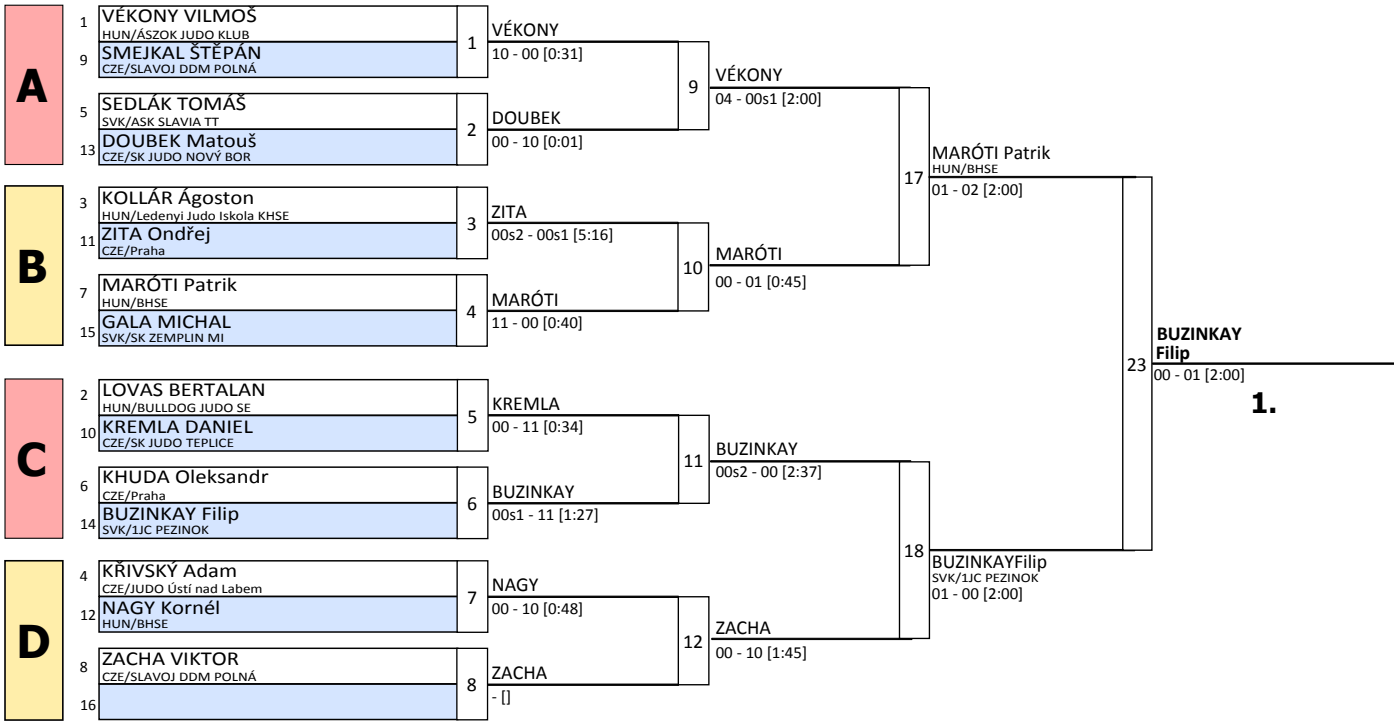 A
1 VÉKONY VILMOŠ
HUN/ÁSZOK JUDO KLUB
9 SMEJKAL ŠTĚPÁN
CZE/SLAVOJ DDM POLNÁ
1
VÉKONY
10 - 00 [0:31]
5 SEDLÁK TOMÁŠ
SVK/ASK SLAVIA TT
13 DOUBEK Matouš
CZE/SK JUDO NOVÝ BOR
2
DOUBEK
00 - 10 [0:01]
9
VÉKONY
04 - 00s1 [2:00]
B
3 KOLLÁR Ágoston
HUN/Ledenyi Judo Iskola KHSE
11 ZITA Ondřej
CZE/Praha
3
ZITA
00s2 - 00s1 [5:16]
7 MARÓTI Patrik
HUN/BHSE
15 GALA MICHAL
SVK/SK ZEMPLIN MI
4
MARÓTI
11 - 00 [0:40]
10
MARÓTI
00 - 01 [0:45]
17
MARÓTI Patrik
HUN/BHSE
01 - 02 [2:00]
C
2 LOVAS BERTALAN
HUN/BULLDOG JUDO SE
10 KREMLA DANIEL
CZE/SK JUDO TEPLICE
5
KREMLA
00 - 11 [0:34]
6 KHUDA Oleksandr
CZE/Praha
14 BUZINKAY Filip
SVK/1JC PEZINOK
6
BUZINKAY
00s1 - 11 [1:27]
11
BUZINKAY
00s2 - 00 [2:37]
D
4 KŘIVSKÝ Adam
CZE/JUDO Ústí nad Labem
12 NAGY Kornél
HUN/BHSE
7
NAGY
00 - 10 [0:48]
8 ZACHA VIKTOR
CZE/SLAVOJ DDM POLNÁ
16
8
ZACHA
- []
12
ZACHA
00 - 10 [1:45]
18
BUZINKAYFilip
SVK/1JC PEZINOK
01 - 00 [2:00]
23
BUZINKAY
Filip
00 - 01 [2:00]
1.